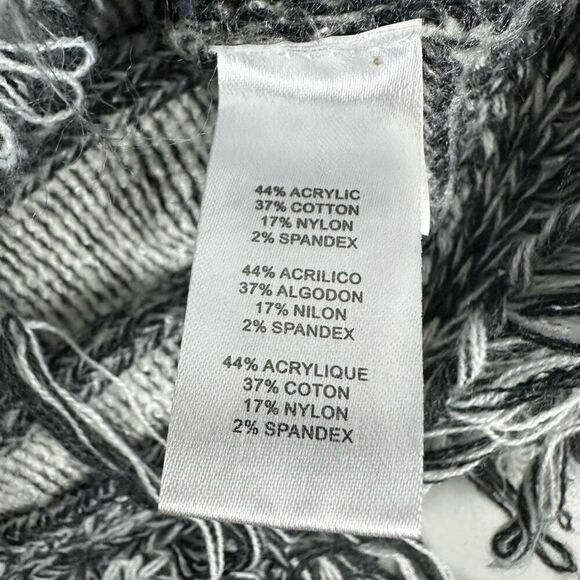 44% ACRYLIC
37% COTTON
17% NYLON
2% SPANDEX
44% ACRILICO
37% ALGODON
17% NILON
2% SPANDEX
44% ACRYLIQUE
37% COTON
17% NYLON
2% SPANDEX